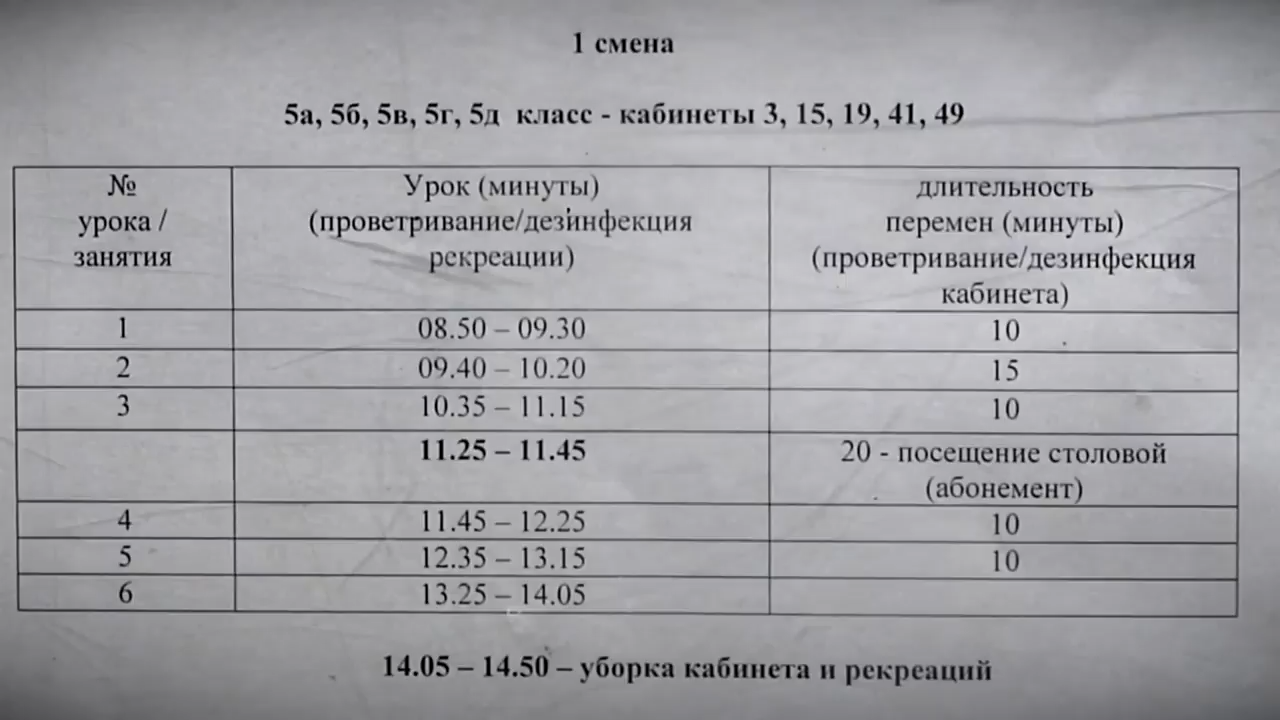 1 смена
5а, 5б, 5в, 5г, 5д класс - кабинеты 3, 15, 19, 41, 49
№
урока /
занятия
Урок (минуты)
(проветривание/дезинфекция
рекреации)
длительность
перемен (минуты)
(проветривание/дезинфекция
кабинета)
1 08.50 – 09.30 10
2 09.40 – 10.20 15
3 10.35 – 11.15 10
11.25 – 11.45 20 - посещение столовой
(абонемент)
4 11.45 – 12.25 10
5 12.35 – 13.15 10
6 13.25 – 14.05
14.05 – 14.50 – уборка кабинета и рекреаций